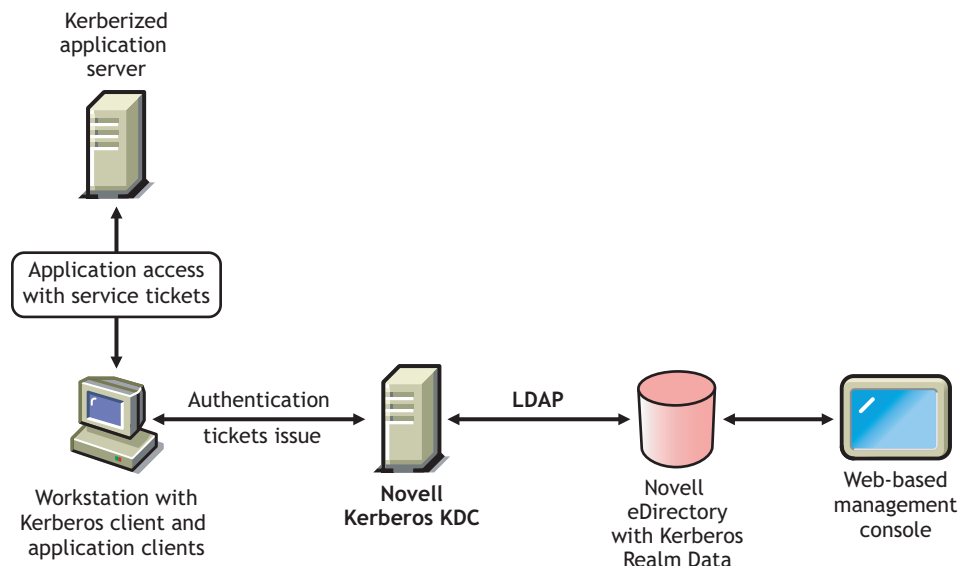 Kerberized
application
server
Application access
with service tickets
Authentication
tickets issue
LDAP
Workstation with
Kerberos client and
application clients
Novell
Kerberos KDC
Novell
eDirectory
with Kerberos
Realm Data
Web-based
management
console